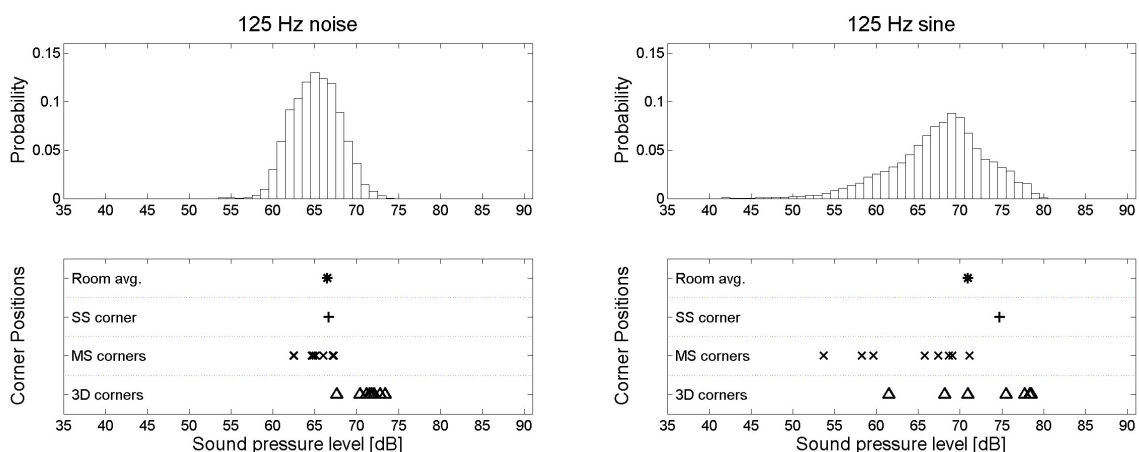 125 Hz noise
Probability
0.15
0.1
0.05
0
35 40 45 50 55 60 65 70 75 80 85 90
Corner Positions
Room avg.
SS corner
MS corners
3D corners
35 40 45 50 55 60 65 70 75 80 85 90
Sound pressure level [dB]
125 Hz sine
Probability
0.15
0.1
0.05
0
35 40 45 50 55 60 65 70 75 80 85 90
Corner Positions
Room avg.
SS corner
MS corners
3D corners
35 40 45 50 55 60 65 70 75 80 85 90
Sound pressure level [dB]